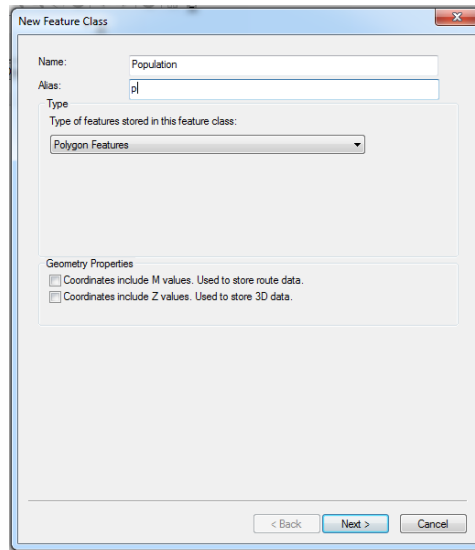 New Feature Class
Name: Population
Alias: p
Type
Type of features stored in this feature class:
Polygon Features
Geometry Properties
Coordinates include M values. Used to store route data.
Coordinates include Z values. Used to store 3D data.
< Back Next > Cancel